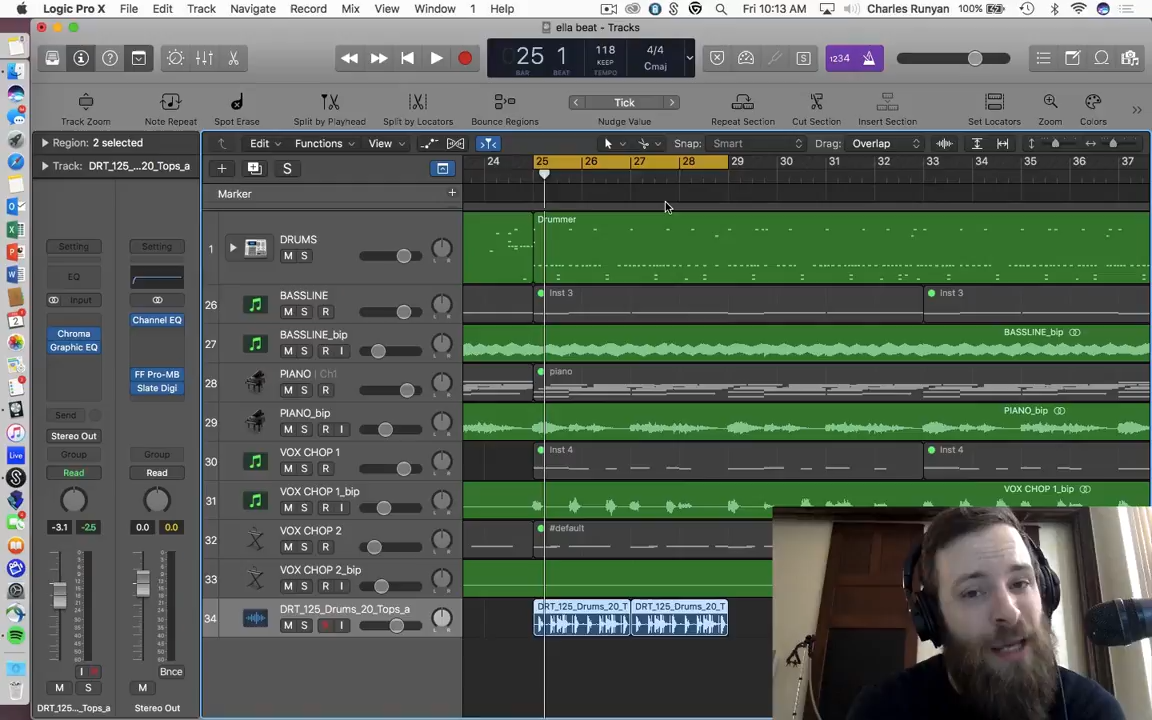 Logic Pro X File Edit Track Navigate Record Mix View Window 1 Help Fri 10:13 AM Charles Runyan 100%
ella beat - Tracks
25 1
BAR BEAT
118
KEEP
TEMPO
4/4
Cmaj
1234
Track Zoom
Note Repeat
Spot Erase
Split by Playhead
Split by Locators
Bounce Regions
Tick
Nudge Value
Repeat Section
Cut Section
Insert Section
Set Locators
Zoom
Colors
Region: 2 selected
Edit Functions View Snap: Smart Drag: Overlap
Track: DRT_125...20_Tops_a
S
24 25 26 27 28 29 30 31 32 33 34 35 36 37
Marker
Setting Setting
EQ
Input
Chroma
Graphic EQ
Channel EQ
FF Pro-MB
Slate Digi
Send
Stereo Out
Group Group
Read Read
-3.1 -2.5 0.0 0.0
I R Bnce
M S M
DRT_125..._Tops_a Stereo Out
1 DRUMS
M S
Drummer
26 BASSLINE
M S R
Inst 3 Inst 3
27 BASSLINE_bip
M S R I
BASSLINE_bip
28 PIANO | Ch1
M S R
piano
29 PIANO_bip
M S R I
PIANO_bip
30 VOX CHOP 1
M S R
Inst 4 Inst 4
31 VOX CHOP 1_bip
M S R I
VOX CHOP 1_bip
32 VOX CHOP 2
M S R
#default
33 VOX CHOP 2_bip
M S R I
34 DRT_125_Drums_20_Tops_a
M S R I
DRT_125_Drums_20_T DRT_125_Drums_20_T